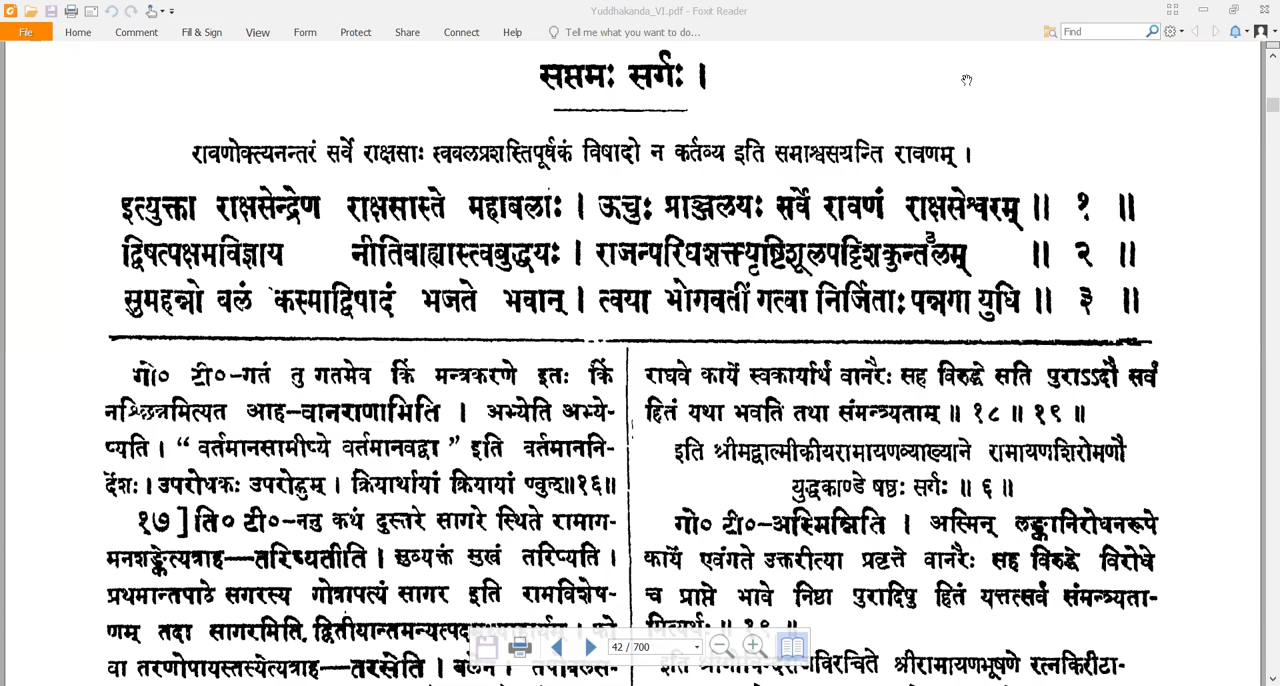 Yuddhakanda_VI.pdf - Foxit Reader
File Home Comment Fill & Sign View Form Protect Share Connect Help Tell me what you want to do... Find
सप्तमः सर्गः ।
रावणोक्त्यनन्तरं सर्वे राक्षसाः स्वबलप्रशस्तिपूर्वकं विषादो न कर्तव्य इति समाश्वसयन्ति रावणम् ।
इत्युक्ता राक्षसेन्द्रेण राक्षसास्ते महाबलाः । ऊचुः प्राञ्जलयः सर्वे रावणं राक्षसेश्वरम् ॥ १ ॥
द्विषत्पक्षमविज्ञाय नीतिबाह्यास्त्वबुद्धयः । राजन्परिघशक्त्यृष्टिशूलपट्टिशकुन्तलम् ॥ २ ॥
सुमहन्नो बलं कस्माद्विषादं भजते भवान् । त्वया भोगवतीं गत्वा निर्जिताः पन्नगा युधि ॥ ३ ॥
गो० टी०-गतं तु गतमेव किं मन्त्रकरणे इतः किं
नश्छिन्नमित्यत आह-वानराणामिति । अभ्येति अभ्ये-
ष्यति । “ वर्तमानसामीप्ये वर्तमानवद्वा ” इति वर्तमाननि-
र्देशः । उपरोधकः उपरोद्धुम् । क्रियार्थायां क्रियायां ण्वुल्॥१६॥
१७ ] ति० टी०-ननु कथं दुस्तरे सागरे स्थिते रामाग-
मनशङ्केत्यत्राह—तरिष्यतीति । सुव्यक्तं सुखं तरिष्यति ।
प्रथमान्तपाठे सगरस्य गोत्रापत्यं सागर इति रामविशेष-
णम् तदा सागरमिति द्वितीयान्तमन्यत्पद
वा तरणोपायस्तस्येत्यत्राह—तरसेति ।
राघवे कार्ये स्वकार्यार्थं वानरैः सह विरुद्धे सति पुराऽऽदौ सर्वं
हितं यथा भवति तथा संमन्त्र्यताम् ॥ १८ ॥ १९ ॥
इति श्रीमद्वाल्मीकीयरामायणव्याख्याने रामायणशिरोमणौ
युद्धकाण्डे षष्ठः सर्गः ॥ ६ ॥
गो० टी०-अस्मिन्निति । अस्मिन् लङ्कानिरोधनरूपे
कार्ये एवंगते उक्तरीत्या प्रवृत्ते वानरैः सह विरुद्धे विरोधे
च प्राप्ते भावे निष्ठा पुरादिषु हितं यत्तत्सर्वं संमन्त्र्यता-
श्रीरामायणभूषणे रत्नकिरीटा-
42 / 700